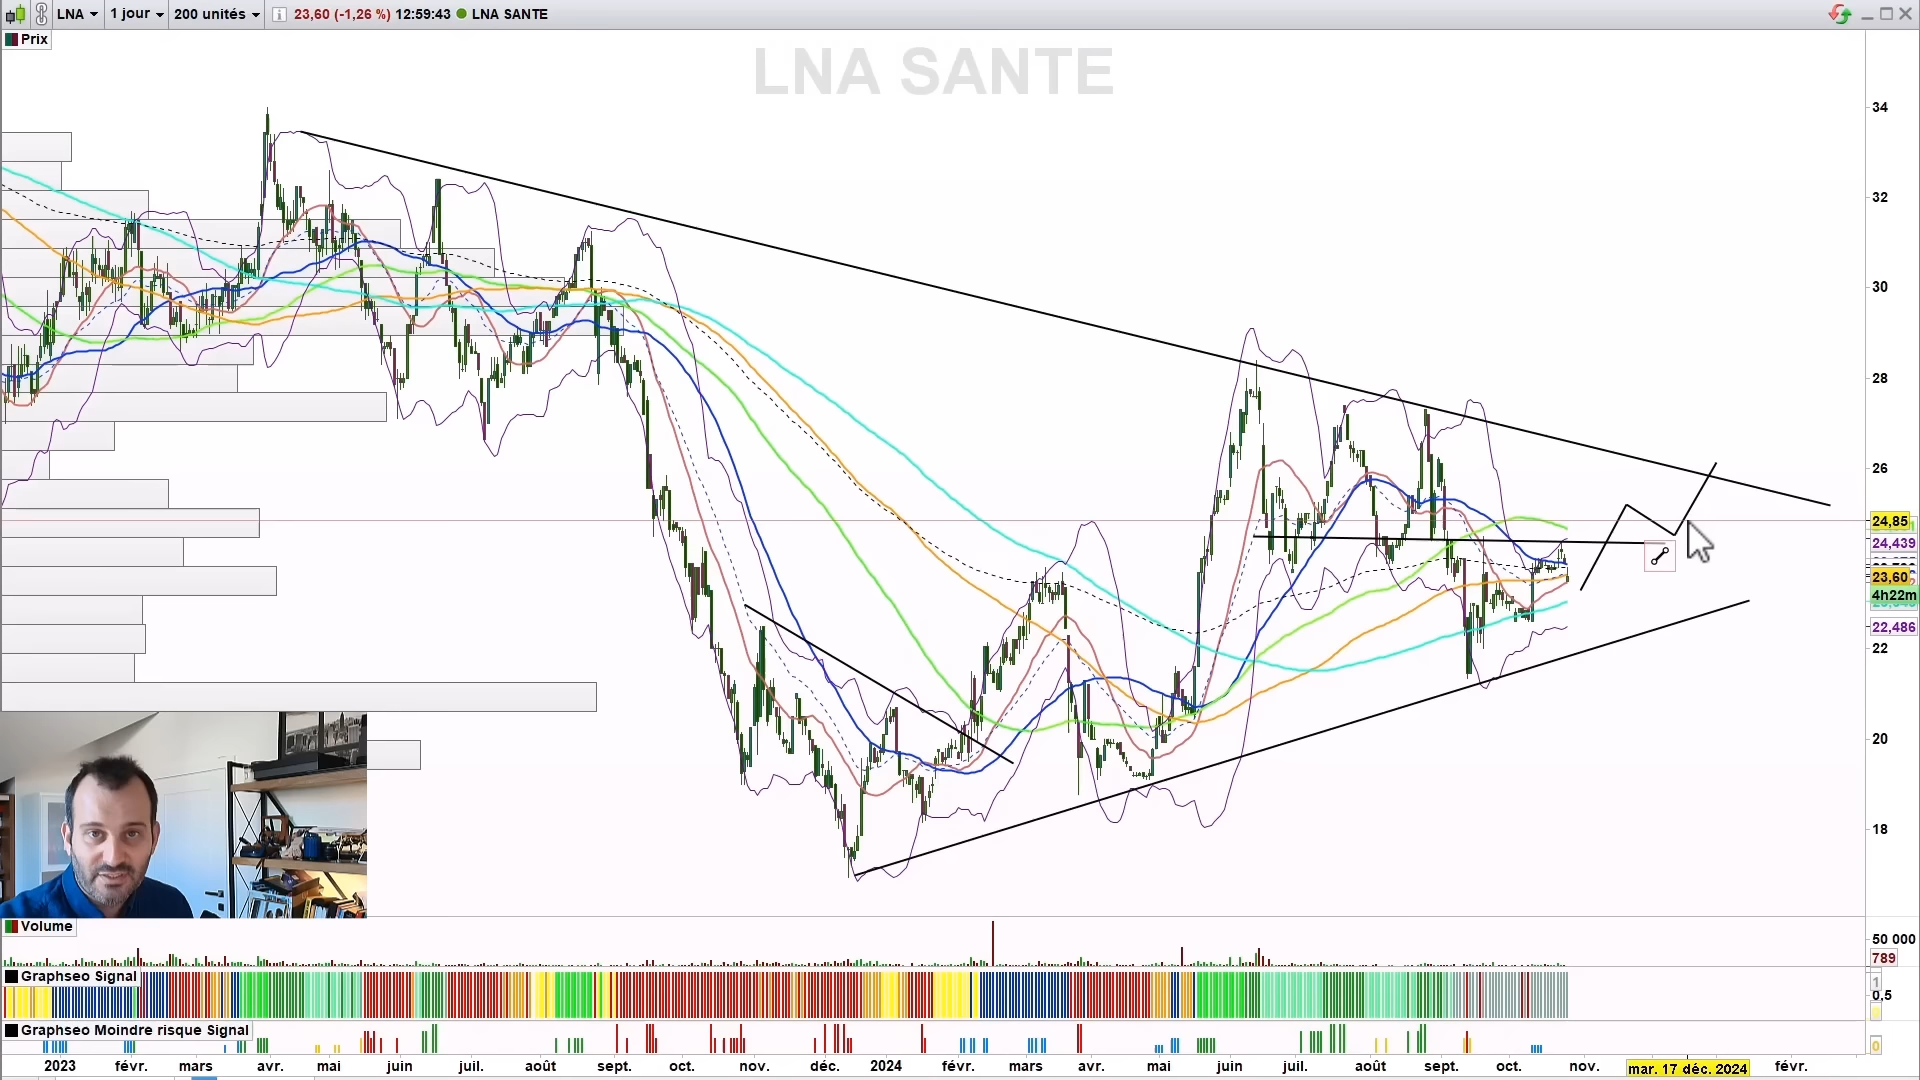 LNA 1 jour 200 unités 23,60 (-1,26 %) 12:59:43 LNA SANTE
Prix
LNA SANTE
34
32
30
28
26
24,85
24,439
23,60
4h22m
22,486
22
20
18
Volume
50 000
789
Graphseo Signal
1
0,5
Graphseo Moindre risque Signal
0
2023 févr. mars avr. mai juin juil. août sept. oct. nov. déc. 2024 févr. mars avr. mai juin juil. août sept. oct. nov. mar. 17 déc. 2024 févr.